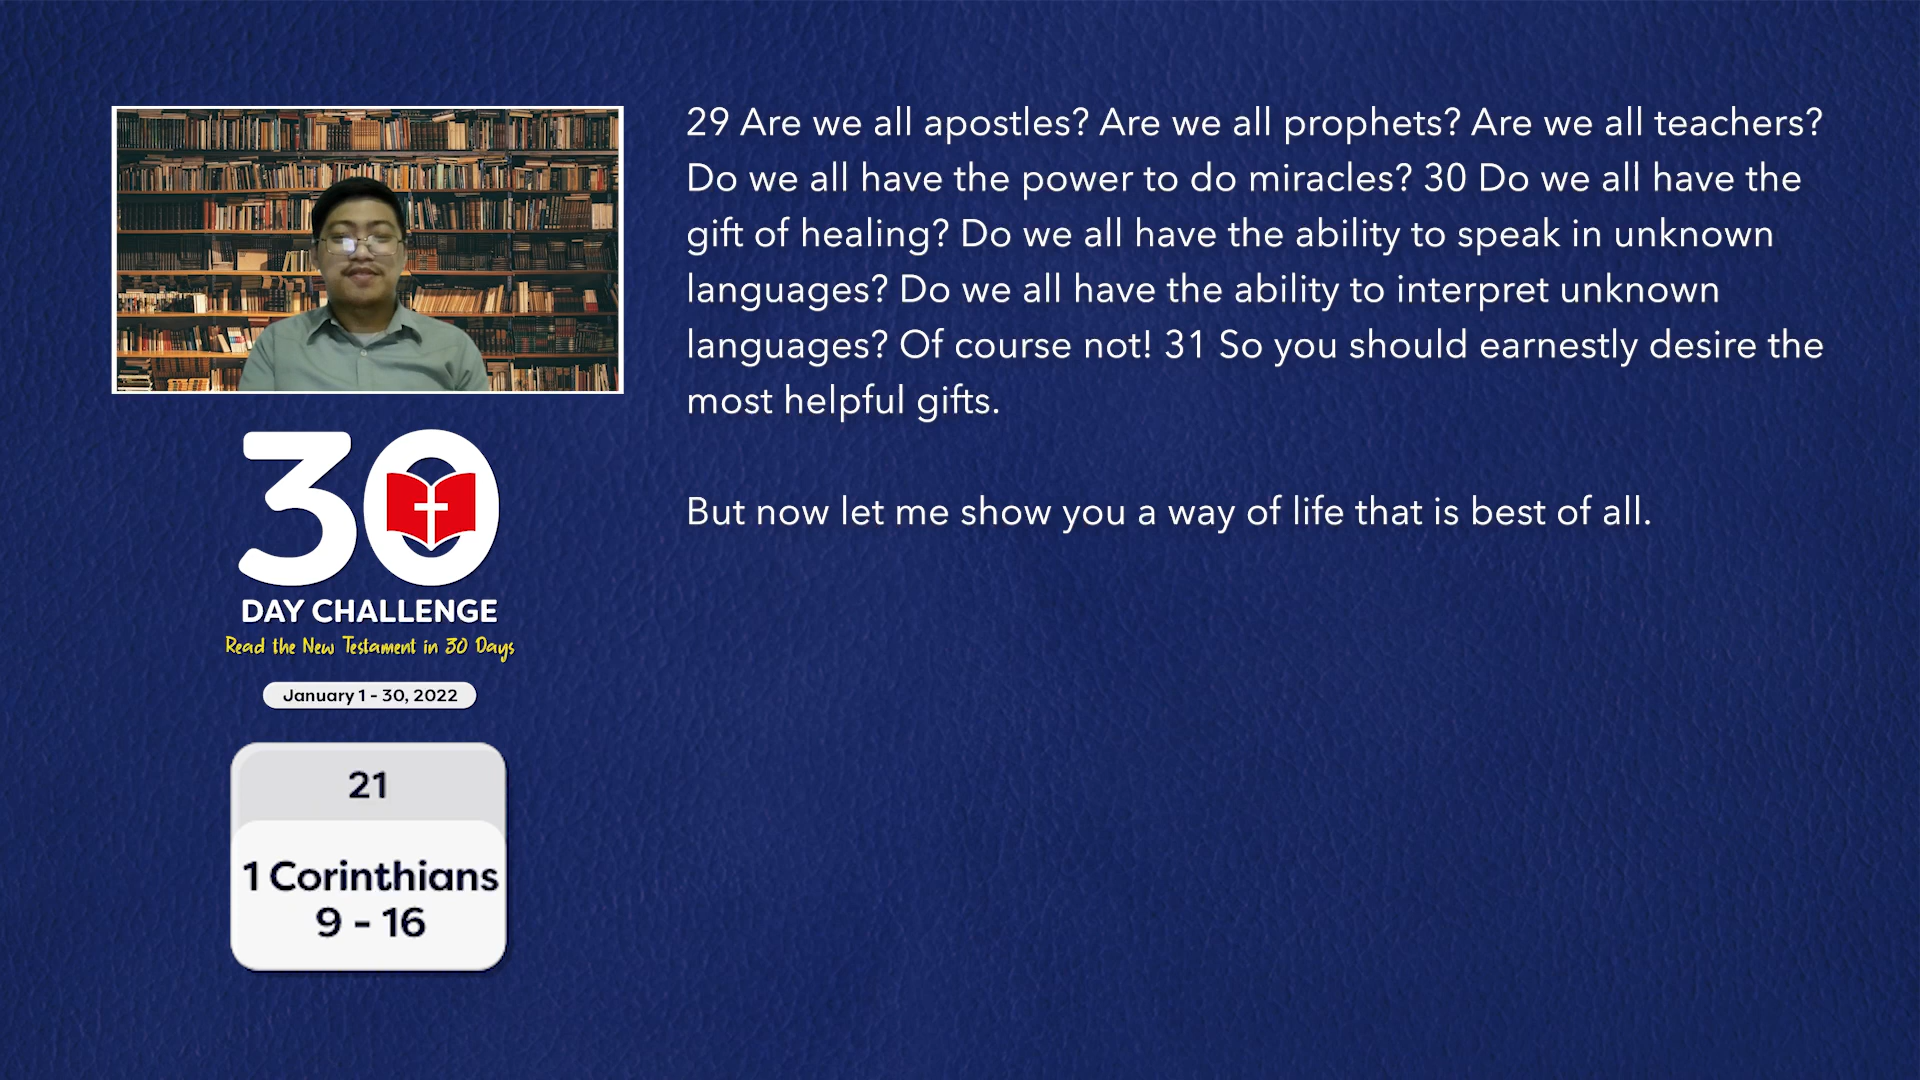 29 Are we all apostles? Are we all prophets? Are we all teachers?
Do we all have the power to do miracles? 30 Do we all have the
gift of healing? Do we all have the ability to speak in unknown
languages? Do we all have the ability to interpret unknown
languages? Of course not! 31 So you should earnestly desire the
most helpful gifts.
But now let me show you a way of life that is best of all.
30
DAY CHALLENGE
Read the New Testament in 30 Days
January 1 - 30, 2022
21
1 Corinthians
9 - 16